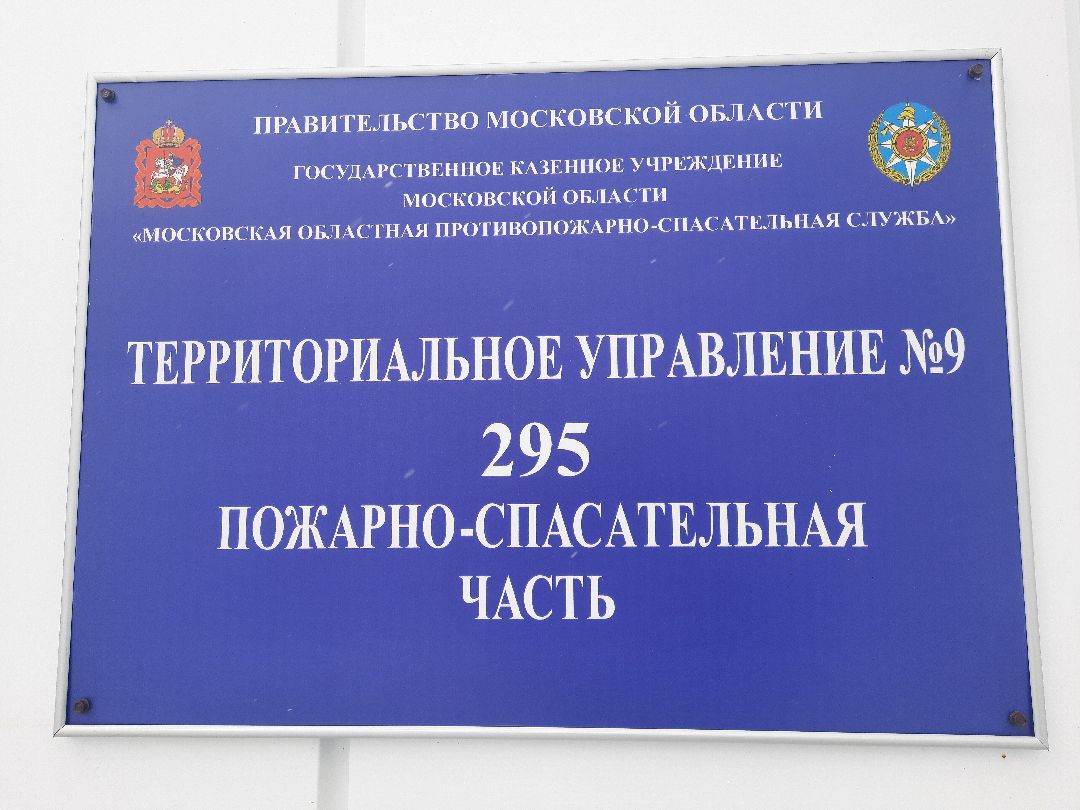 ПРАВИТЕЛЬСТВО МОСКОВСКОЙ ОБЛАСТИ
ГОСУДАРСТВЕННОЕ КАЗЕННОЕ УЧРЕЖДЕНИЕ
МОСКОВСКОЙ ОБЛАСТИ
«МОСКОВСКАЯ ОБЛАСТНАЯ ПРОТИВОПОЖАРНО-СПАСАТЕЛЬНАЯ СЛУЖБА»
ТЕРРИТОРИАЛЬНОЕ УПРАВЛЕНИЕ №9
295
ПОЖАРНО-СПАСАТЕЛЬНАЯ
ЧАСТЬ